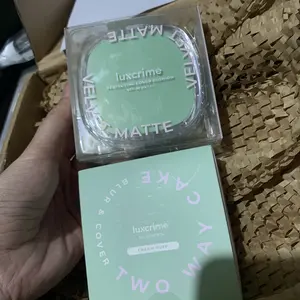 VELVET MATTE
VELVET MATTE
luxcrime
BLUR & COVER
TWO WAY CAKE
luxcrime